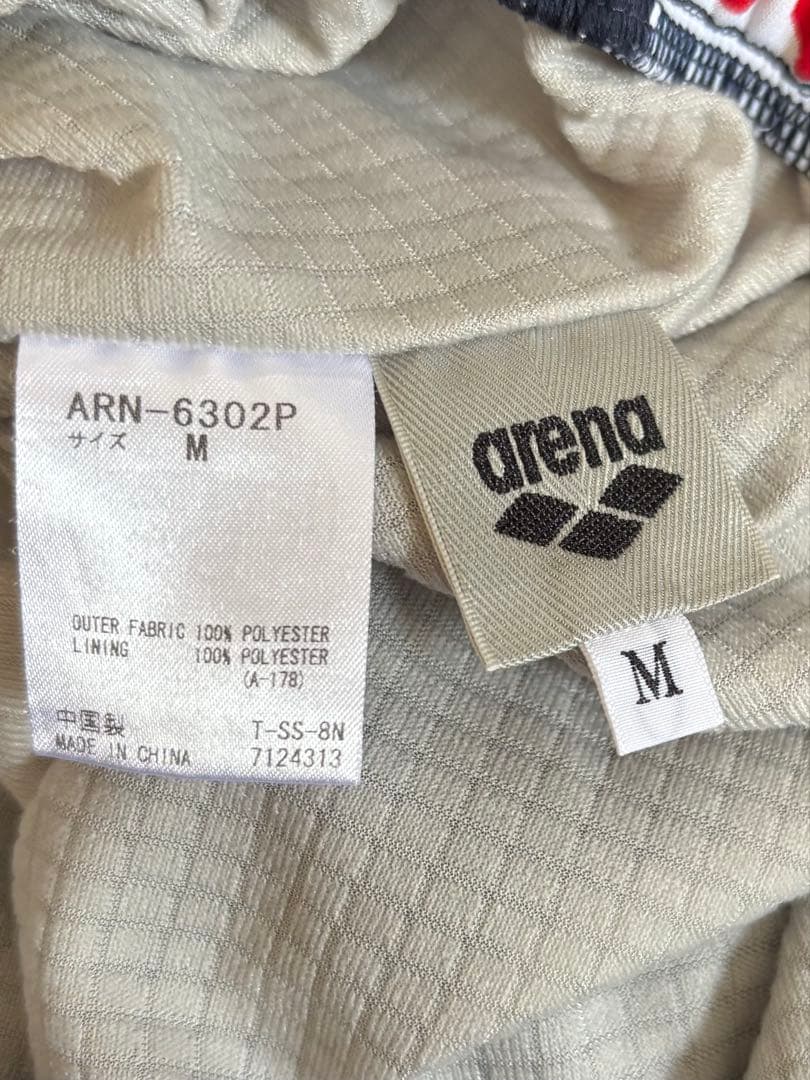 ARN-6302P
サイズ M
OUTER FABRIC 100% POLYESTER
LINING 100% POLYESTER
(A-178)
中国製 T-SS-8N
MADE IN CHINA 7124313
arena
M